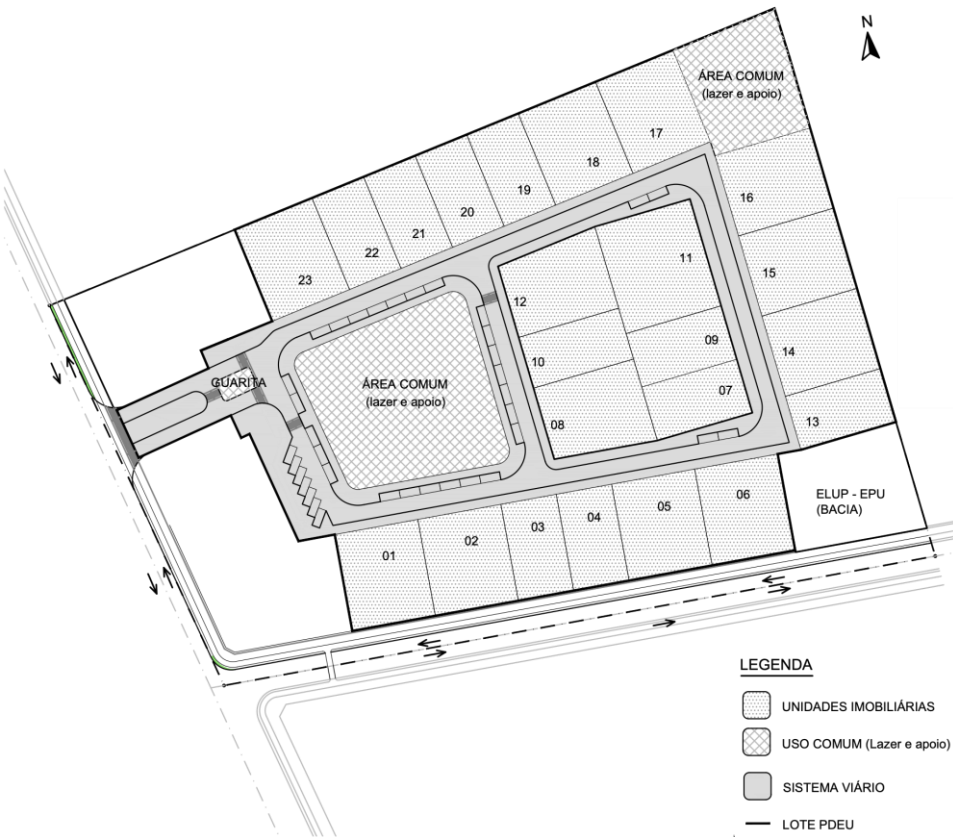 N
ÁREA COMUM
(lazer e apoio)
17
18
19
20
21
22
23
16
15
14
13
11
12
09
10
07
08
GUARITA
ÁREA COMUM
(lazer e apoio)
01
02
03
04
05
06
ELUP - EPU
(BACIA)
LEGENDA
UNIDADES IMOBILIÁRIAS
USO COMUM (Lazer e apoio)
SISTEMA VIÁRIO
LOTE PDEU